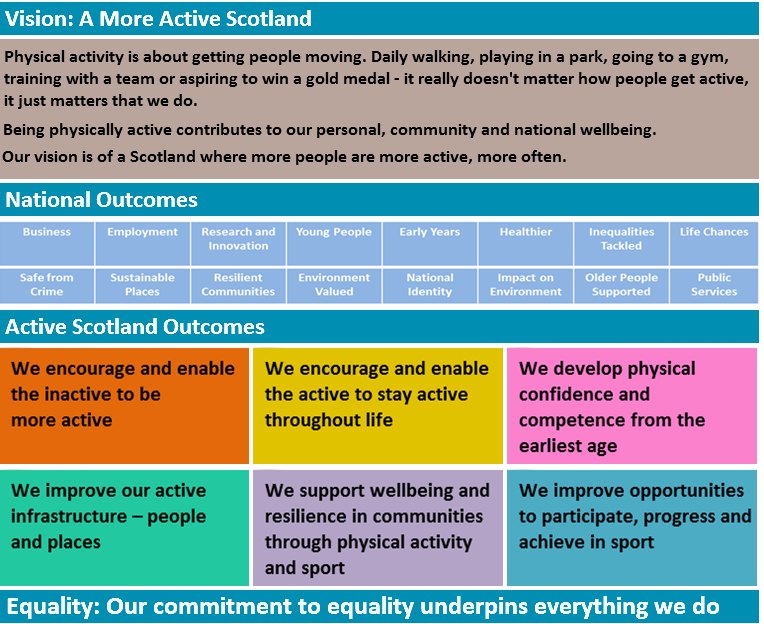 Vision: A More Active Scotland
Physical activity is about getting people moving. Daily walking, playing in a park, going to a gym,
training with a team or aspiring to win a gold medal - it really doesn't matter how people get active,
it just matters that we do.
Being physically active contributes to our personal, community and national wellbeing.
Our vision is of a Scotland where more people are more active, more often.
National Outcomes
Business
Employment
Research and
Innovation
Young People
Early Years
Healthier
Inequalities
Tackled
Life Chances
Safe from
Crime
Sustainable
Places
Resilient
Communities
Environment
Valued
National
Identity
Impact on
Environment
Older People
Supported
Public
Services
Active Scotland Outcomes
We encourage and enable
the inactive to be
more active
We encourage and enable
the active to stay active
throughout life
We develop physical
confidence and
competence from the
earliest age
We improve our active
infrastructure – people
and places
We support wellbeing and
resilience in communities
through physical activity
and sport
We improve opportunities
to participate, progress and
achieve in sport
Equality: Our commitment to equality underpins everything we do